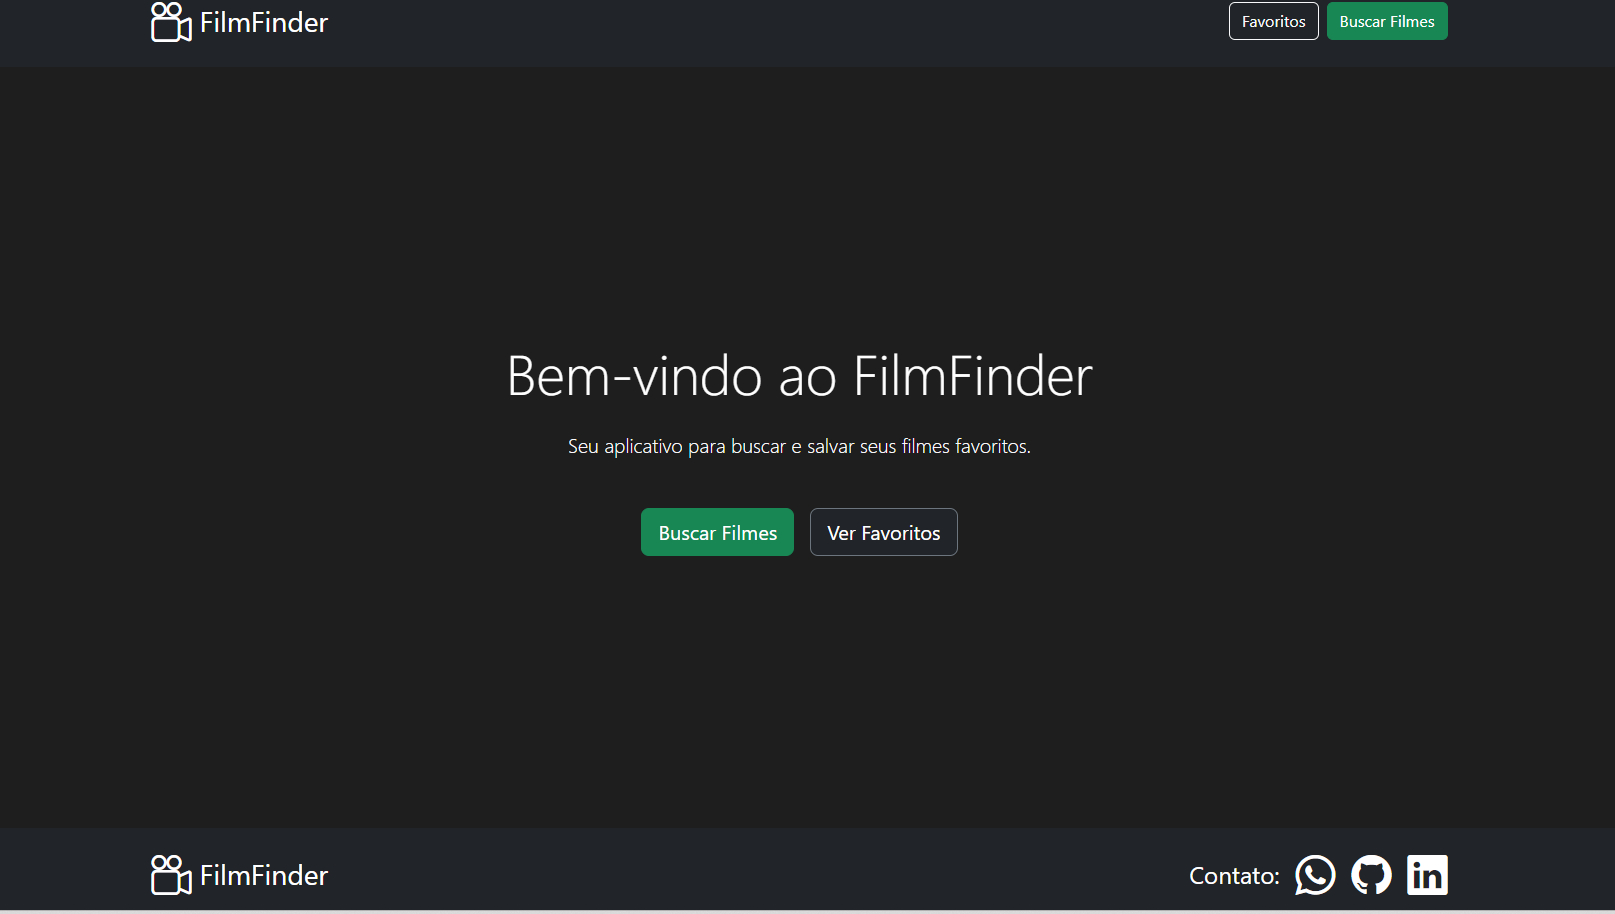 FilmFinder
Favoritos
Buscar Filmes
Bem-vindo ao FilmFinder
Seu aplicativo para buscar e salvar seus filmes favoritos.
Buscar Filmes
Ver Favoritos
FilmFinder
Contato:
in